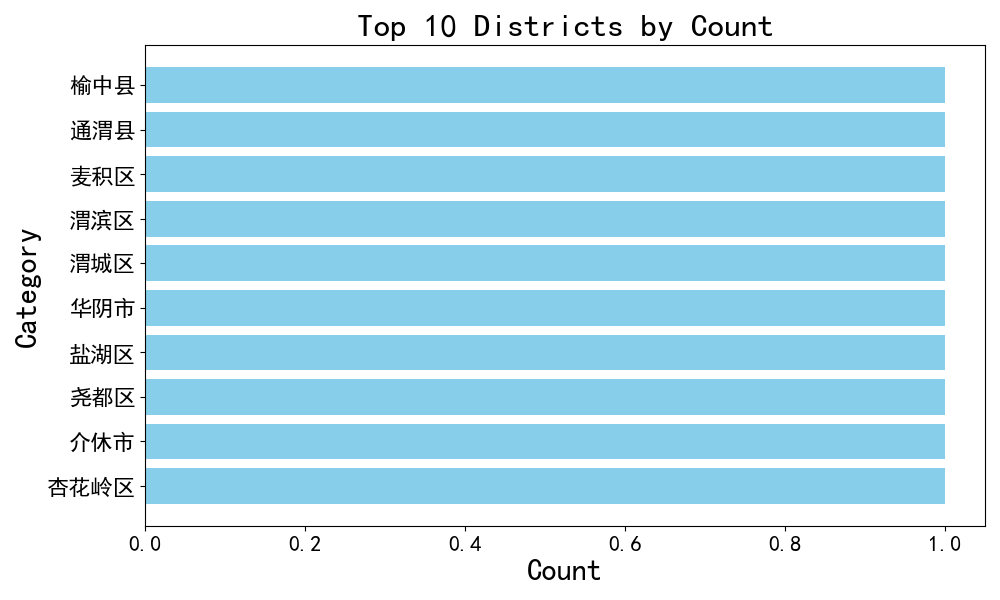 Top 10 Districts by Count
Category
榆中县
通渭县
麦积区
渭滨区
渭城区
华阴市
盐湖区
尧都区
介休市
杏花岭区
0.0 0.2 0.4 0.6 0.8 1.0
Count